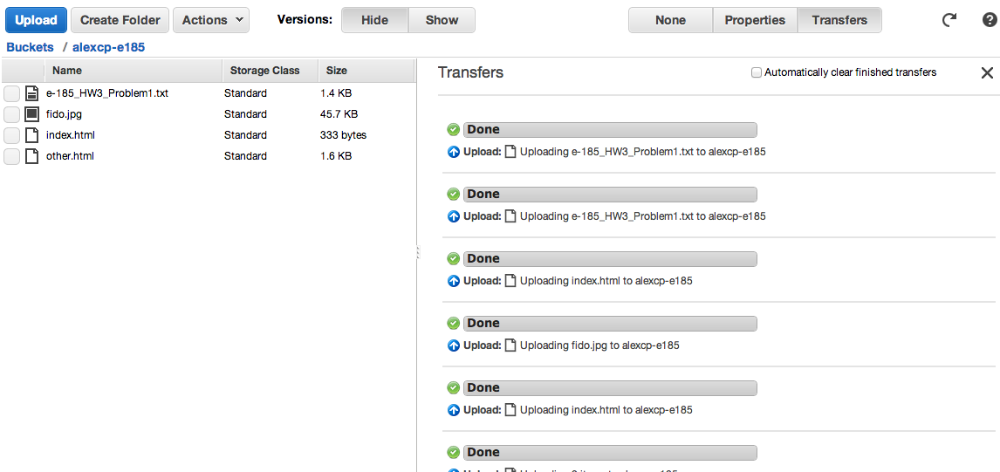 Upload Create Folder Actions Versions: Hide Show None Properties Transfers ?
Buckets / alexcp-e185
Name Storage Class Size
e-185_HW3_Problem1.txt Standard 1.4 KB
fido.jpg Standard 45.7 KB
index.html Standard 333 bytes
other.html Standard 1.6 KB
Transfers Automatically clear finished transfers
Done
Upload: Uploading e-185_HW3_Problem1.txt to alexcp-e185
Done
Upload: Uploading e-185_HW3_Problem1.txt to alexcp-e185
Done
Upload: Uploading index.html to alexcp-e185
Done
Upload: Uploading fido.jpg to alexcp-e185
Done
Upload: Uploading index.html to alexcp-e185
Done